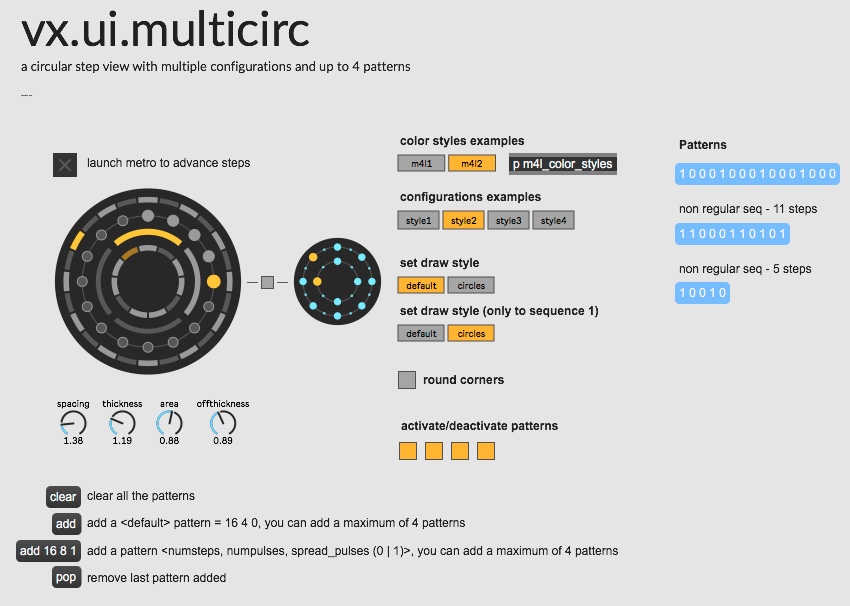 vx.ui.multicirc
a circular step view with multiple configurations and up to 4 patterns
—-
launch metro to advance steps
spacing thickness area offthickness
1.38 1.19 0.88 0.89
color styles examples
m4l1 m4l2 p m4l_color_styles
configurations examples
style1 style2 style3 style4
set draw style
default circles
set draw style (only to sequence 1)
default circles
round corners
activate/deactivate patterns
Patterns
1 0 0 0 1 0 0 0 1 0 0 0 1 0 0 0
non regular seq - 11 steps
1 1 0 0 0 1 1 0 1 0 1
non regular seq - 5 steps
1 0 0 1 0
clear clear all the patterns
add add a <default> pattern = 16 4 0, you can add a maximum of 4 patterns
add 16 8 1 add a pattern <numsteps, numpulses, spread_pulses (0 | 1)>, you can add a maximum of 4 patterns
pop remove last pattern added